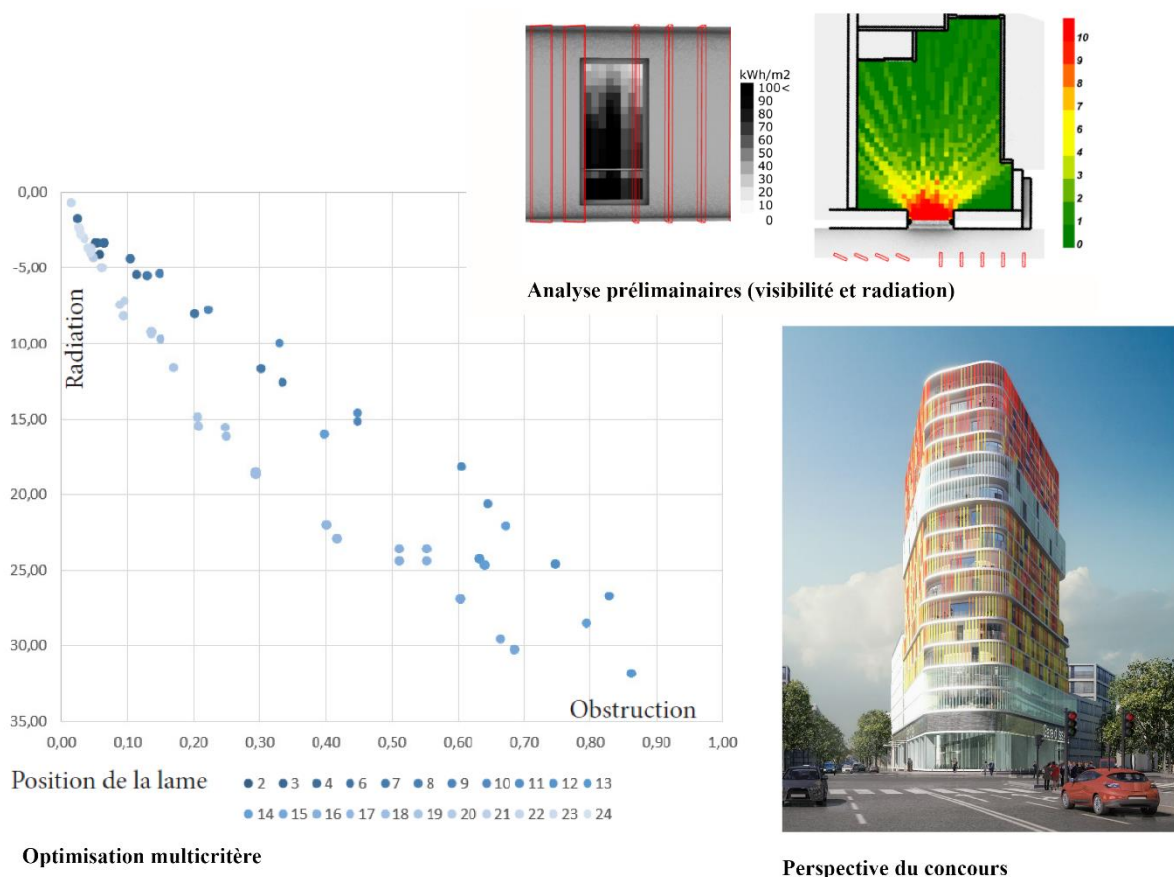 kWh/m2
100<
90
80
70
60
50
40
30
20
10
0
10
9
8
7
6
4
3
2
1
0
Analyse prélimainaires (visibilité et radiation)
0,00
-5,00
10,00
15,00
20,00
25,00
30,00
35,00
Radiation
Obstruction
0,00 0,10 0,20 0,30 0,40 0,50 0,60 0,70 0,80 0,90 1,00
Position de la lame
2 3 4 6 7 8 9 10 11 12 13
14 15 16 17 18 19 20 21 22 23 24
Optimisation multicritère
Perspective du concours